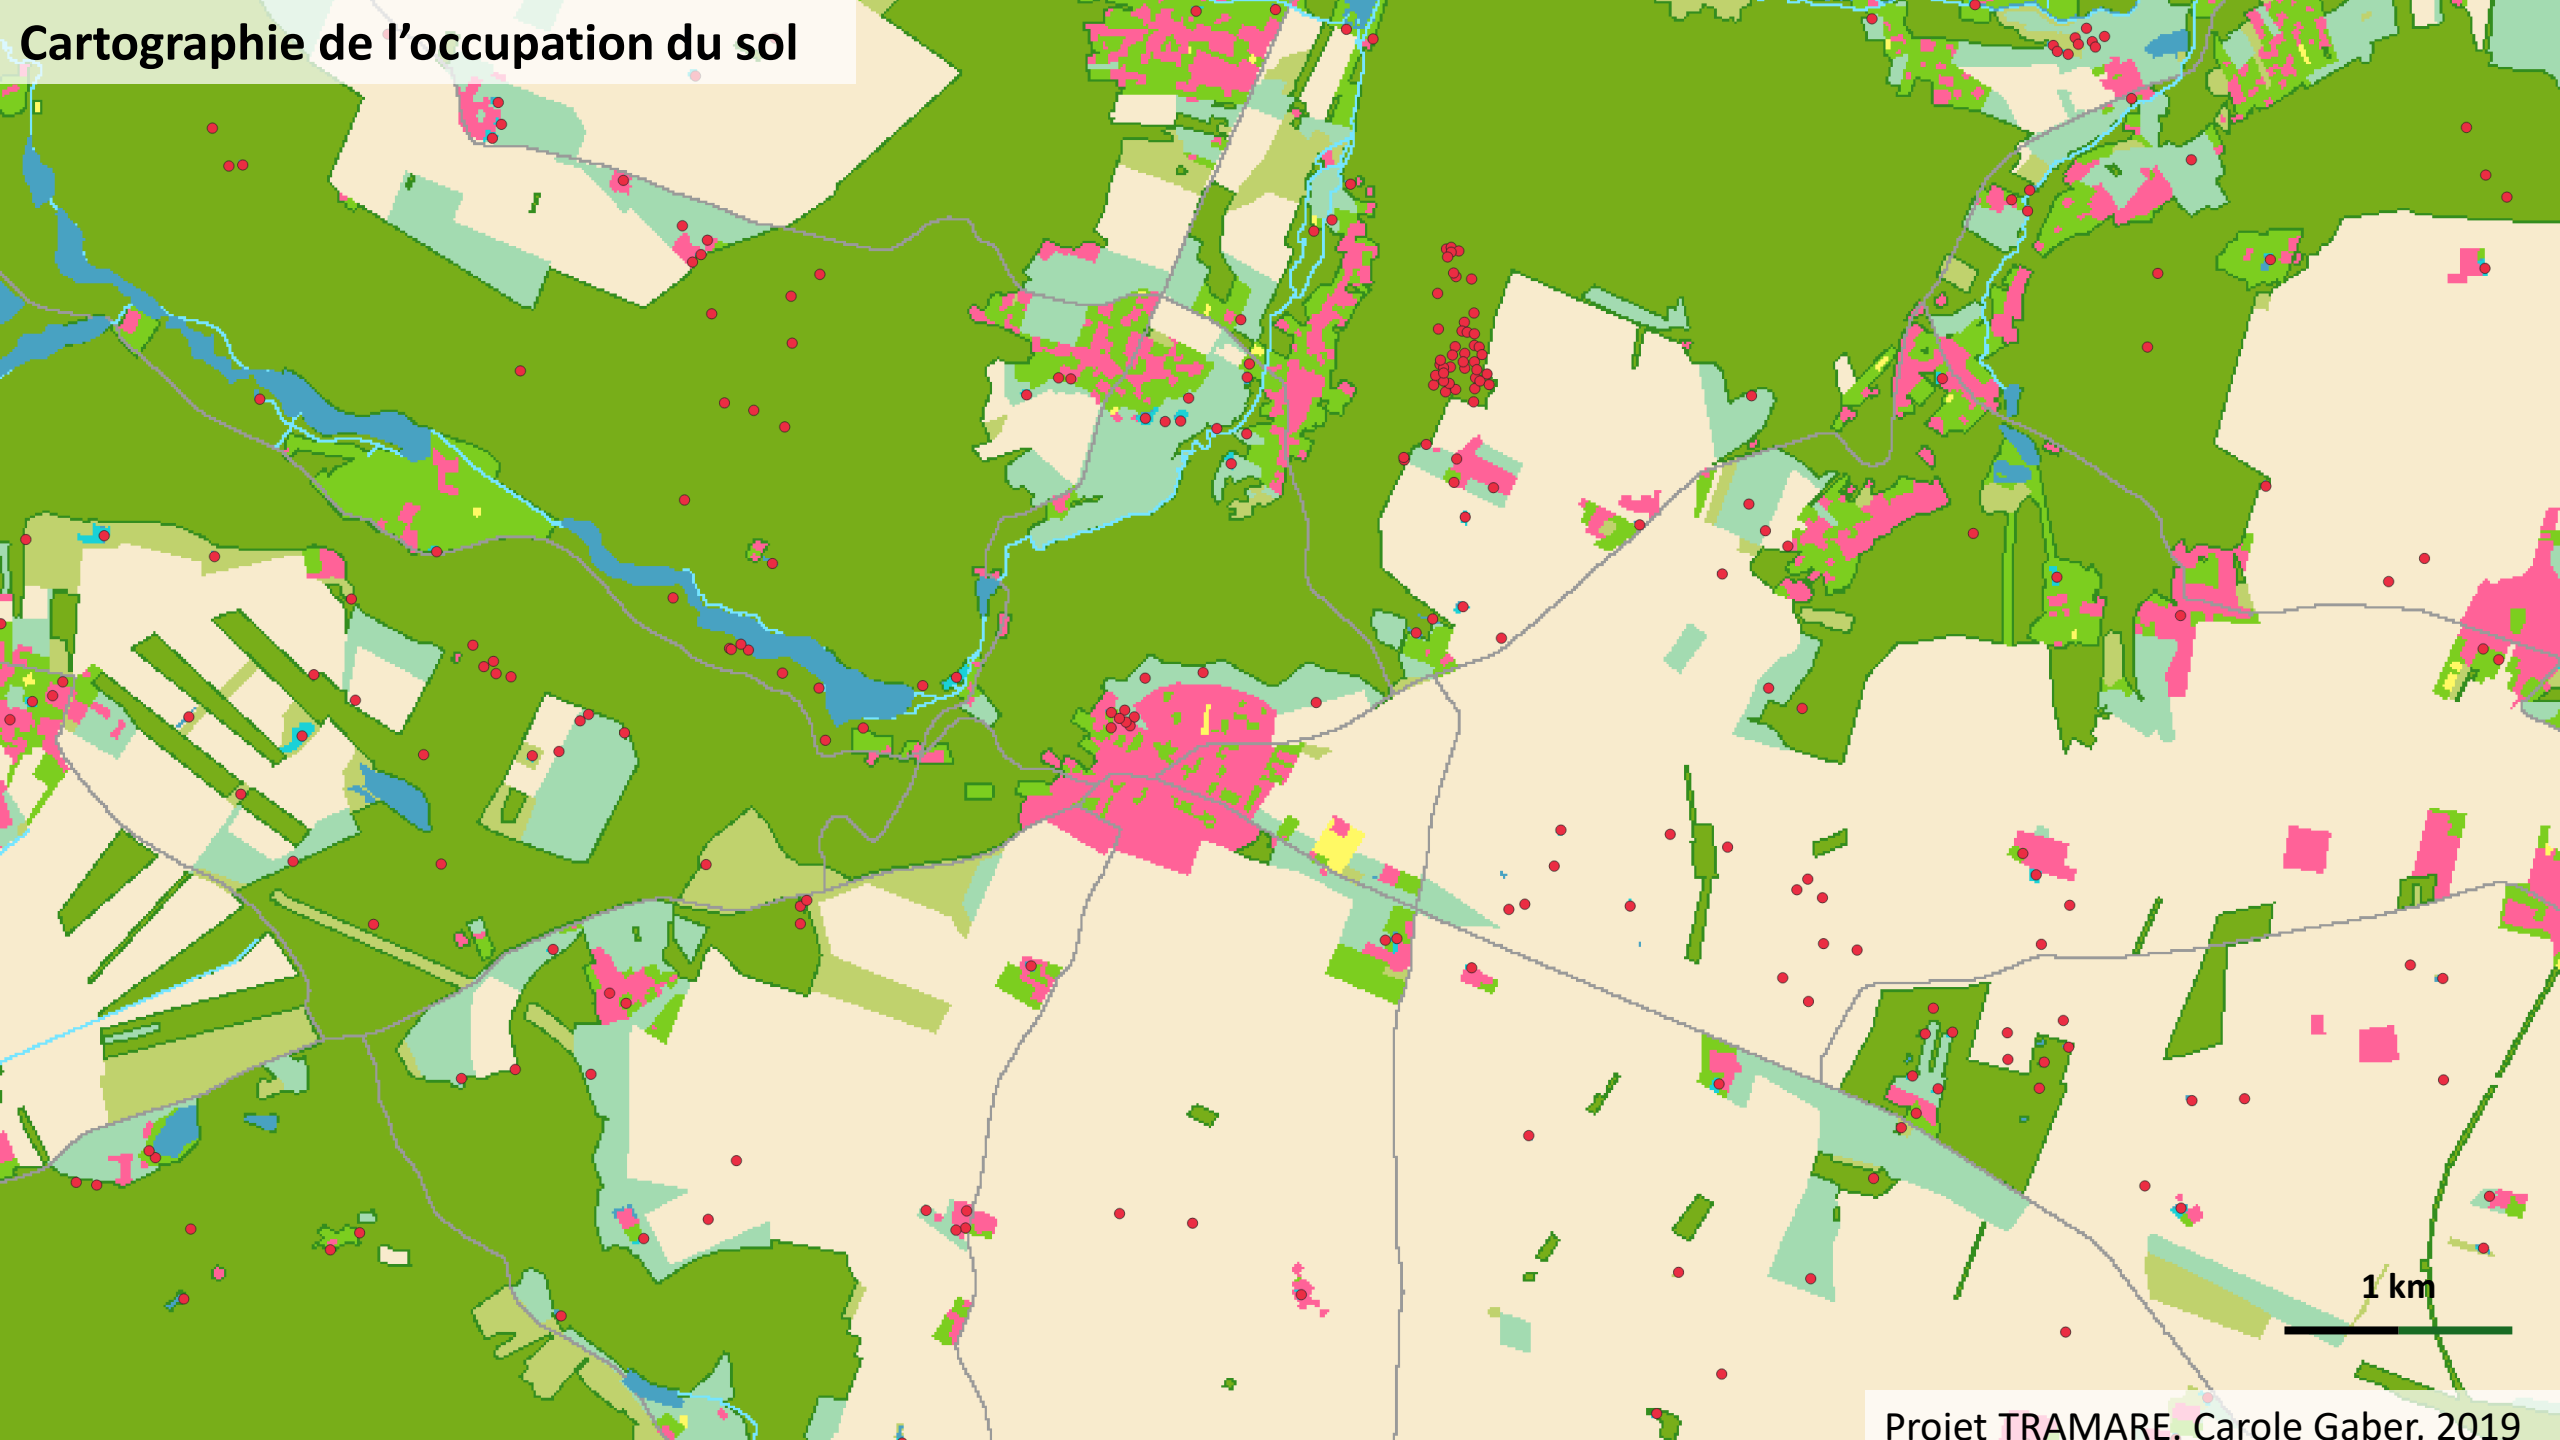 Cartographie de l’occupation du sol
1 km
Projet TRAMARE. Carole Gaber, 2019